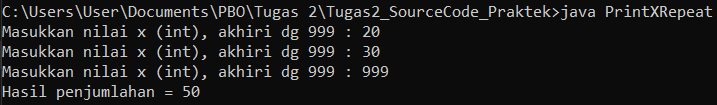 C:\Users\User\Documents\PBO\Tugas 2\Tugas2_SourceCode_Praktek>java PrintXRepeat
Masukkan nilai x (int), akhiri dg 999 : 20
Masukkan nilai x (int), akhiri dg 999 : 30
Masukkan nilai x (int), akhiri dg 999 : 999
Hasil penjumlahan = 50